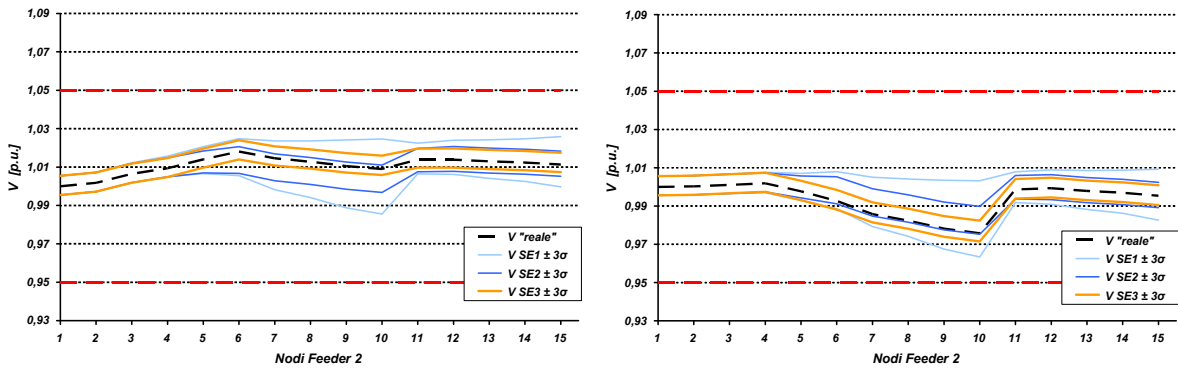 1,09
1,07
1,05
1,03
1,01
0,99
0,97
0,95
0,93
V [p.u.]
V "reale"
V SE1 ± 3σ
V SE2 ± 3σ
V SE3 ± 3σ
1 2 3 4 5 6 7 8 9 10 11 12 13 14 15
Nodi Feeder 2
1,09
1,07
1,05
1,03
1,01
0,99
0,97
0,95
0,93
V [p.u.]
V "reale"
V SE1 ± 3σ
V SE2 ± 3σ
V SE3 ± 3σ
1 2 3 4 5 6 7 8 9 10 11 12 13 14 15
Nodi Feeder 2